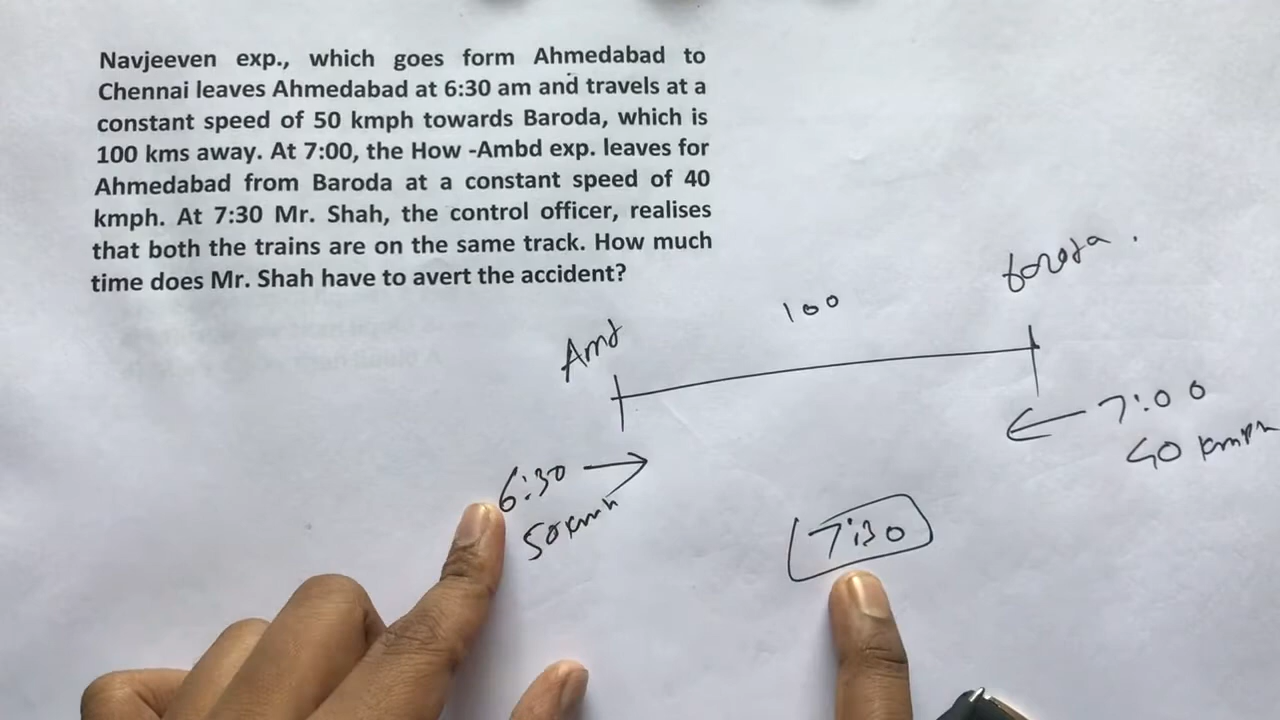 Navjeeven exp., which goes form Ahmedabad to
Chennai leaves Ahmedabad at 6:30 am and travels at a
constant speed of 50 kmph towards Baroda, which is
100 kms away. At 7:00, the How -Ambd exp. leaves for
Ahmedabad from Baroda at a constant speed of 40
kmph. At 7:30 Mr. Shah, the control officer, realises
that both the trains are on the same track. How much
time does Mr. Shah have to avert the accident?
Amd
100
6:30
50 kmh
7:00
40 kmph
7:30